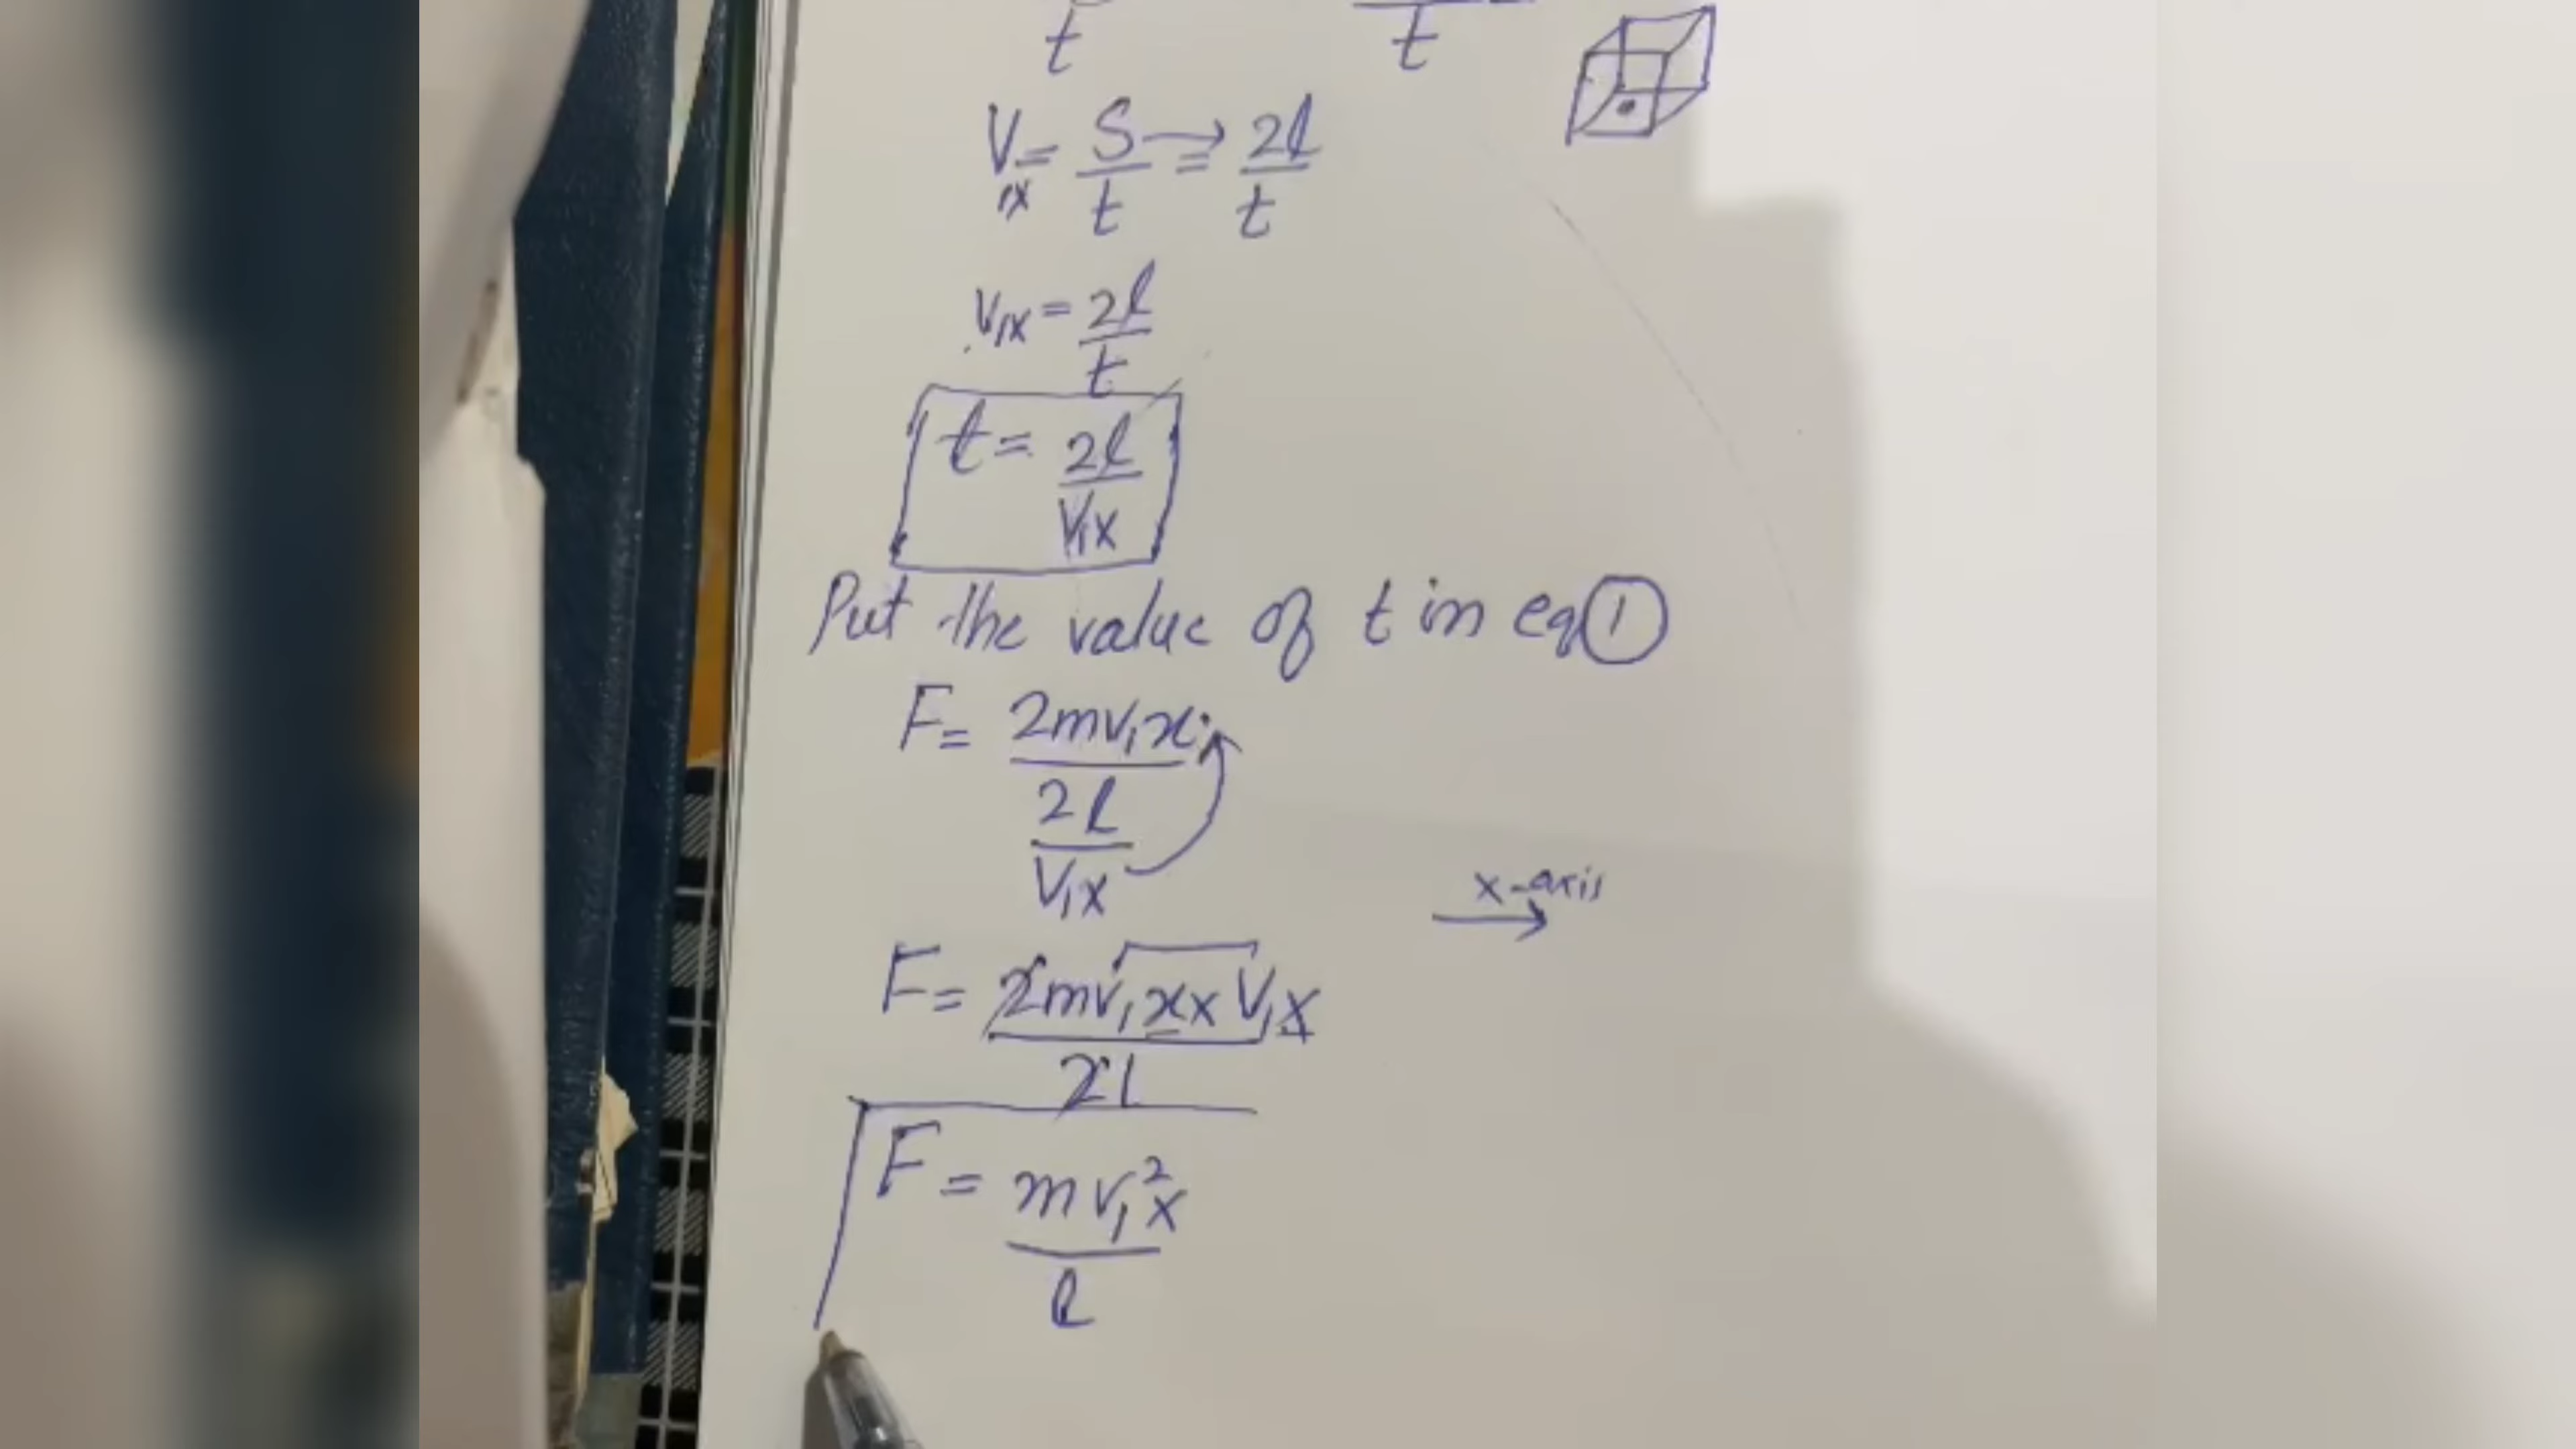 t t
V1x = S/t → = 2l/t
V1x = 2l/t
t = 2l/V1x
Put the value of t in eq 1
F = 2mv1x / 2l/V1x
x-axis
F = 2mv1x x V1x / 2l
F = mv1²x / l